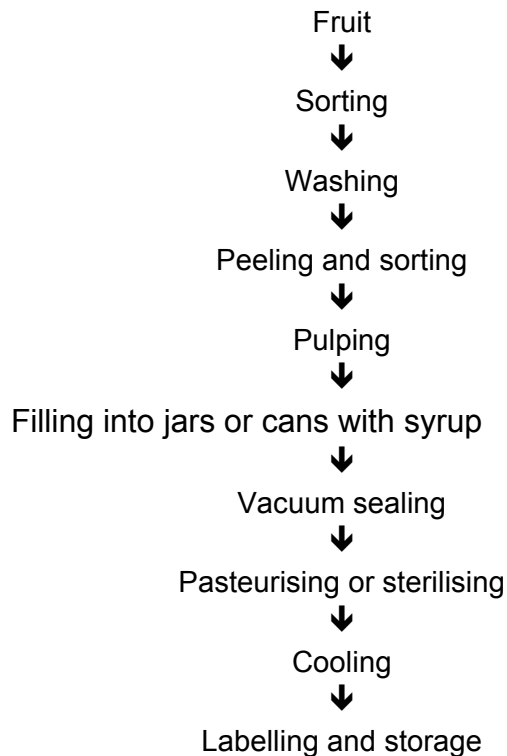 Fruit
Sorting
Washing
Peeling and sorting
Pulping
Filling into jars or cans with syrup
Vacuum sealing
Pasteurising or sterilising
Cooling
Labelling and storage